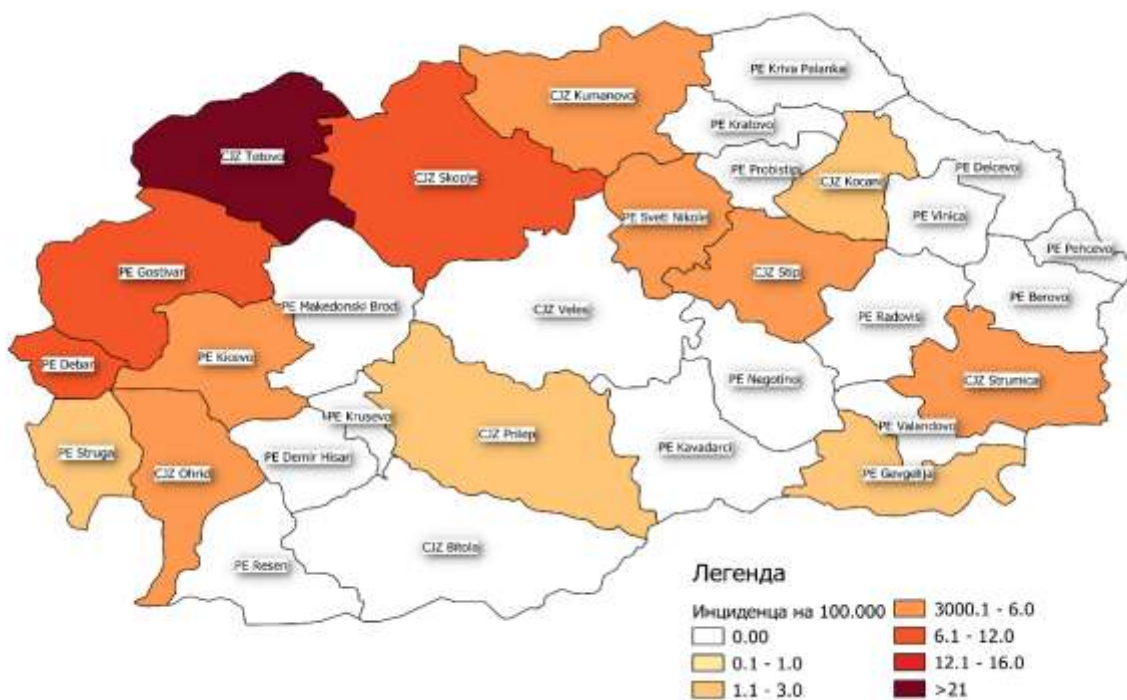 PE Kriva Palanka
CJZ Kumanovo
PE Kratovo
CJZ Tetovo
CJZ Skopje
PE Probistip
PE Delcevo
CJZ Kocani
PE Sveti Nikole
PE Vinica
PE Pehcevo
PE Gostivar
CJZ Stip
PE Makedonski Brod
CJZ Veles
PE Berovo
PE Radovis
PE Debar
PE Kicevo
PE Negotino
CJZ Strumica
PE Krusevo
PE Valandovo
CJZ Prilep
PE Struga
PE Demir Hisar
PE Kavadarci
CJZ Ohrid
PE Gevgelija
CJZ Bitola
PE Resen
Легенда
Инциденца на 100.000
0.00
0.1 - 1.0
1.1 - 3.0
3000.1 - 6.0
6.1 - 12.0
12.1 - 16.0
>21